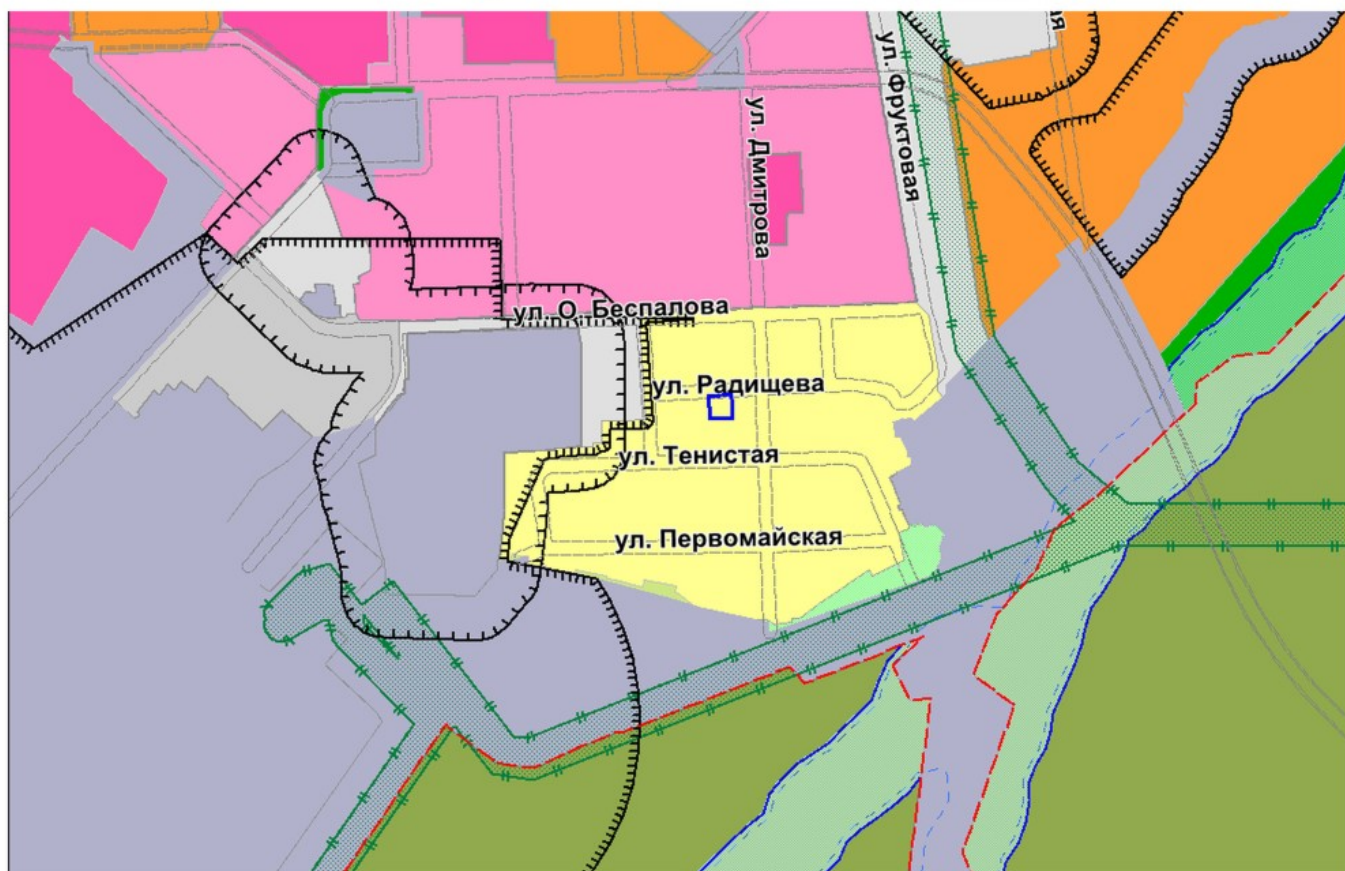 ул. Фруктовая
ул. Дмитрова
ул. О. Беспалова
ул. Радищева
ул. Тенистая
ул. Первомайская